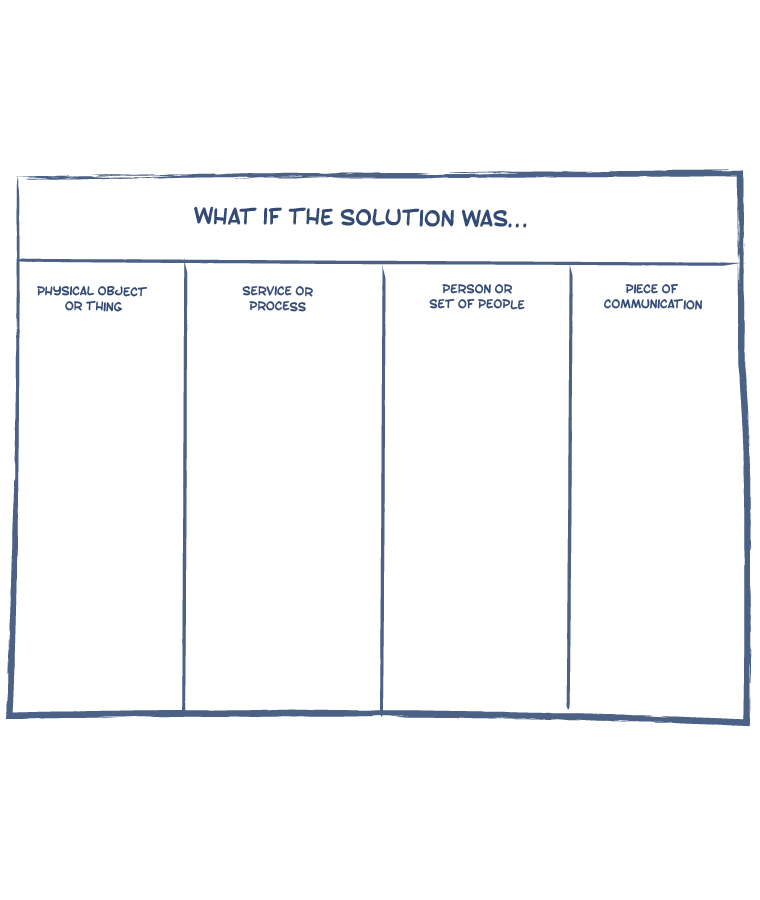 WHAT IF THE SOLUTION WAS...
PHYSICAL OBJECT
OR THING
SERVICE OR
PROCESS
PERSON OR
SET OF PEOPLE
PIECE OF
COMMUNICATION